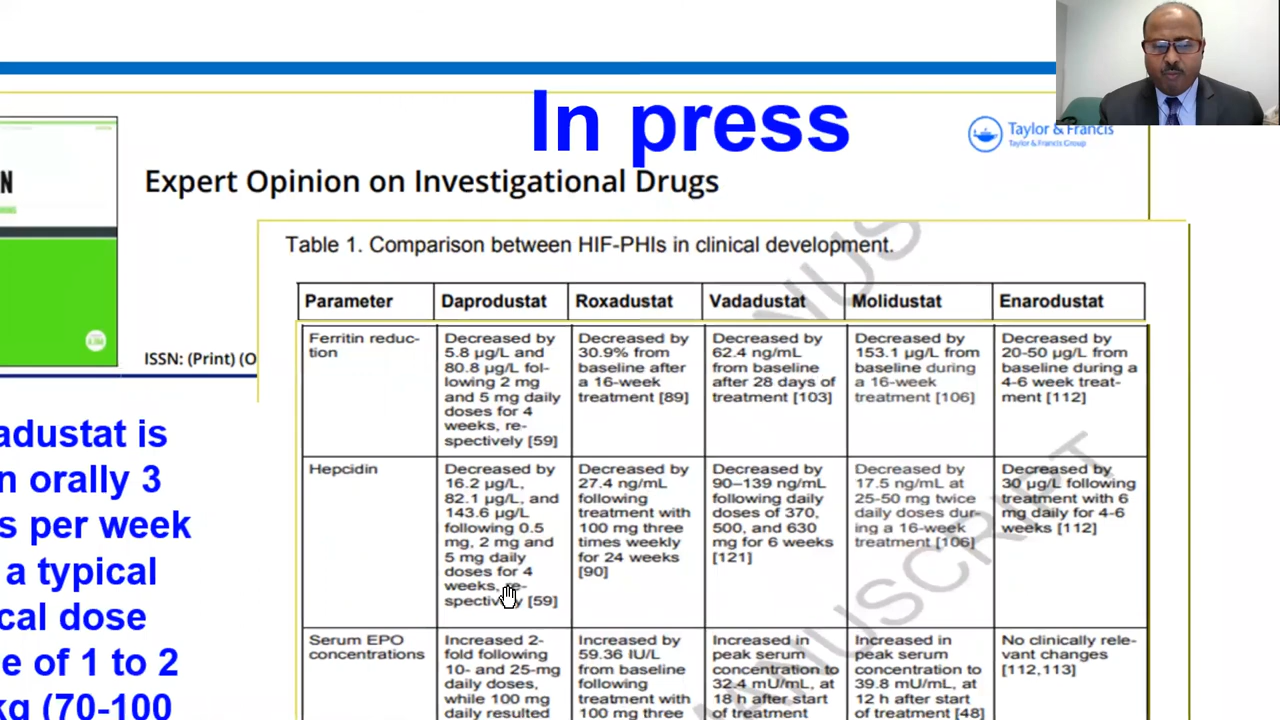 In press
Taylor & Francis
Taylor & Francis Group
N
Expert Opinion on Investigational Drugs
Table 1. Comparison between HIF-PHIs in clinical development.
Parameter Daprodustat Roxadustat Vadadustat Molidustat Enarodustat
Ferritin reduc-
tion
Decreased by
5.8 µg/L and
80.8 µg/L fol-
lowing 2 mg
and 5 mg daily
doses for 4
weeks, re-
spectively [59]
Decreased by
30.9% from
baseline after
a 16-week
treatment [89]
Decreased by
62.4 ng/mL
from baseline
after 28 days of
treatment [103]
Decreased by
153.1 µg/L from
baseline during
a 16-week
treatment [106]
Decreased by
20-50 µg/L from
baseline during a
4-6 week treat-
ment [112]
ISSN: (Print) (O
Hepcidin
Decreased by
16.2 µg/L,
82.1 µg/L, and
143.6 µg/L
following 0.5
mg, 2 mg and
5 mg daily
doses for 4
weeks, re-
spectively [59]
Decreased by
27.4 ng/mL
following
treatment with
100 mg three
times weekly
for 24 weeks
[90]
Decreased by
90–139 ng/mL
following daily
doses of 370,
500, and 630
mg for 6 weeks
[121]
Decreased by
17.5 ng/mL at
25-50 mg twice
daily doses dur-
ing a 16-week
treatment [106]
Decreased by
30 µg/L following
treatment with 6
mg daily for 4-6
weeks [112]
Serum EPO
concentrations
Increased 2-
fold following
10- and 25-mg
daily doses,
while 100 mg
daily resulted
Increased by
59.36 IU/L
from baseline
following
treatment with
100 mg three
Increased in
peak serum
concentration to
32.4 mU/mL, at
18 h after start
of treatment
Increased in
peak serum
concentration to
39.8 mU/mL, at
12 h after start
of treatment [48]
No clinically rele-
vant changes
[112,113]
adustat is
n orally 3
s per week
a typical
cal dose
e of 1 to 2
kg (70-100
ANUS
NUSCRIPT
ANUS